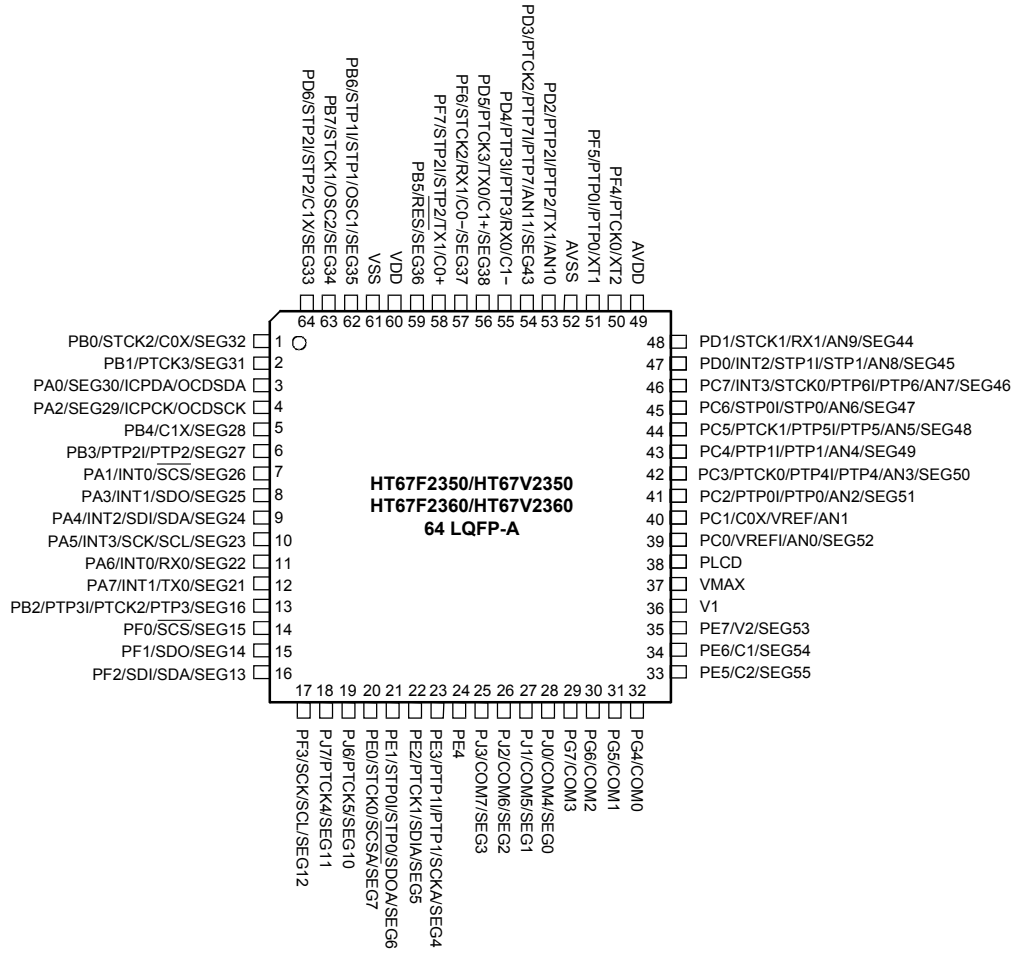 PD6/STP2I/STP2/C1X/SEG33
PB7/STCK1/OSC2/SEG34
PB6/STP1I/STP1/OSC1/SEG35
VSS
VDD
PB5/RES/SEG36
PF7/STP2I/STP2/TX1/C0+
PF6/STCK2/RX1/C0−/SEG37
PD5/PTCK3/TX0/C1+/SEG38
PD4/PTP3I/PTP3/RX0/C1−
PD3/PTCK2/PTP7I/PTP7/AN11/SEG43
PD2/PTP2I/PTP2/TX1/AN10
AVSS
PF5/PTP0I/PTP0/XT1
PF4/PTCK0/XT2
AVDD
64 63 62 61 60 59 58 57 56 55 54 53 52 51 50 49
PB0/STCK2/C0X/SEG32 1
PB1/PTCK3/SEG31 2
PA0/SEG30/ICPDA/OCDSDA 3
PA2/SEG29/ICPCK/OCDSCK 4
PB4/C1X/SEG28 5
PB3/PTP2I/PTP2/SEG27 6
PA1/INT0/SCS/SEG26 7
PA3/INT1/SDO/SEG25 8
PA4/INT2/SDI/SDA/SEG24 9
PA5/INT3/SCK/SCL/SEG23 10
PA6/INT0/RX0/SEG22 11
PA7/INT1/TX0/SEG21 12
PB2/PTP3I/PTCK2/PTP3/SEG16 13
PF0/SCS/SEG15 14
PF1/SDO/SEG14 15
PF2/SDI/SDA/SEG13 16
HT67F2350/HT67V2350
HT67F2360/HT67V2360
64 LQFP-A
48 PD1/STCK1/RX1/AN9/SEG44
47 PD0/INT2/STP1I/STP1/AN8/SEG45
46 PC7/INT3/STCK0/PTP6I/PTP6/AN7/SEG46
45 PC6/STP0I/STP0/AN6/SEG47
44 PC5/PTCK1/PTP5I/PTP5/AN5/SEG48
43 PC4/PTP1I/PTP1/AN4/SEG49
42 PC3/PTCK0/PTP4I/PTP4/AN3/SEG50
41 PC2/PTP0I/PTP0/AN2/SEG51
40 PC1/C0X/VREF/AN1
39 PC0/VREFI/AN0/SEG52
38 PLCD
37 VMAX
36 V1
35 PE7/V2/SEG53
34 PE6/C1/SEG54
33 PE5/C2/SEG55
17 18 19 20 21 22 23 24 25 26 27 28 29 30 31 32
PF3/SCK/SCL/SEG12
PJ7/PTCK4/SEG11
PJ6/PTCK5/SEG10
PE0/STCK0/SCSA/SEG7
PE1/STP0I/STP0/SDOA/SEG6
PE2/PTCK1/SDIA/SEG5
PE3/PTP1I/PTP1/SCKA/SEG4
PE4
PJ3/COM7/SEG3
PJ2/COM6/SEG2
PJ1/COM5/SEG1
PJ0/COM4/SEG0
PG7/COM3
PG6/COM2
PG5/COM1
PG4/COM0